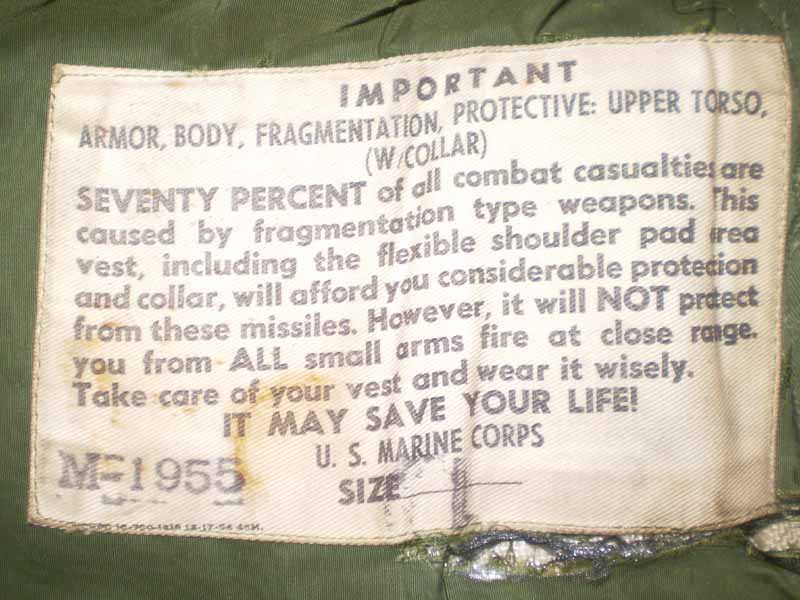 IMPORTANT
ARMOR, BODY, FRAGMENTATION, PROTECTIVE: UPPER TORSO,
(W/COLLAR)
SEVENTY PERCENT of all combat casualties are
caused by fragmentation type weapons. This
vest, including the flexible shoulder pad area
and collar, will afford you considerable protection
from these missiles. However, it will NOT protect
you from ALL small arms fire at close range.
Take care of your vest and wear it wisely.
IT MAY SAVE YOUR LIFE!
U. S. MARINE CORPS
M-1955
SIZE